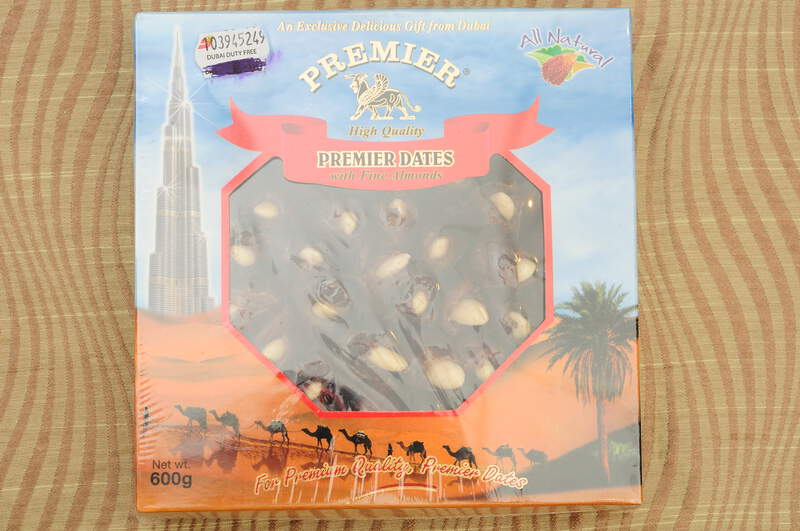 An Exclusive Delicious Gift from Dubai
103945249
DUBAI DUTY FREE
PREMIER®
All Natural
High Quality
PREMIER DATES
with Fine Almonds
Net wt.
600g
For Premium Quality, Premier Dates